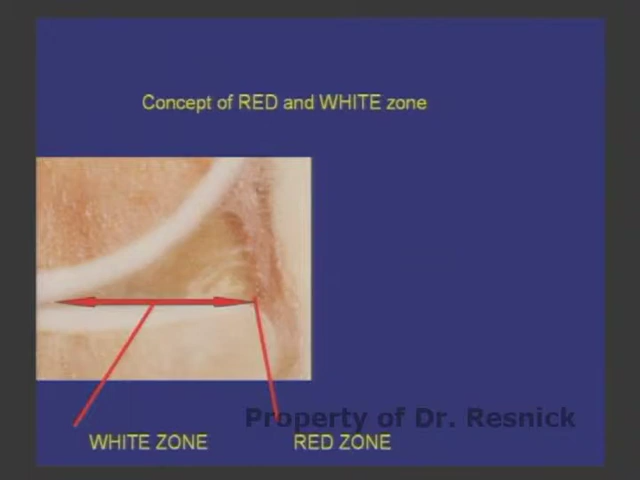 Concept of RED and WHITE zone
Property of Dr. Resnick
WHITE ZONE
RED ZONE